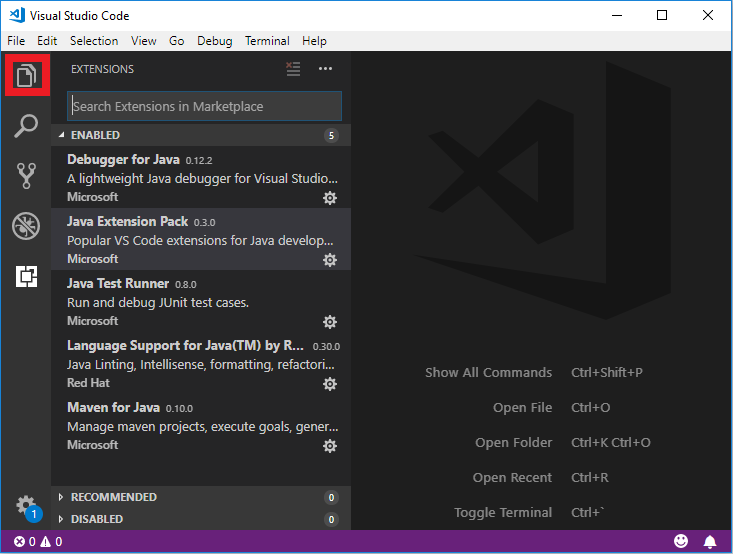 Visual Studio Code
File Edit Selection View Go Debug Terminal Help
EXTENSIONS
Search Extensions in Marketplace
ENABLED 5
Debugger for Java 0.12.2
A lightweight Java debugger for Visual Studio...
Microsoft
Java Extension Pack 0.3.0
Popular VS Code extensions for Java develop...
Microsoft
Java Test Runner 0.8.0
Run and debug JUnit test cases.
Microsoft
Language Support for Java(TM) by R... 0.30.0
Java Linting, Intellisense, formatting, refactori...
Red Hat
Maven for Java 0.10.0
Manage maven projects, execute goals, gener...
Microsoft
RECOMMENDED 0
DISABLED 0
1
0 0
Show All Commands Ctrl+Shift+P
Open File Ctrl+O
Open Folder Ctrl+K Ctrl+O
Open Recent Ctrl+R
Toggle Terminal Ctrl+`